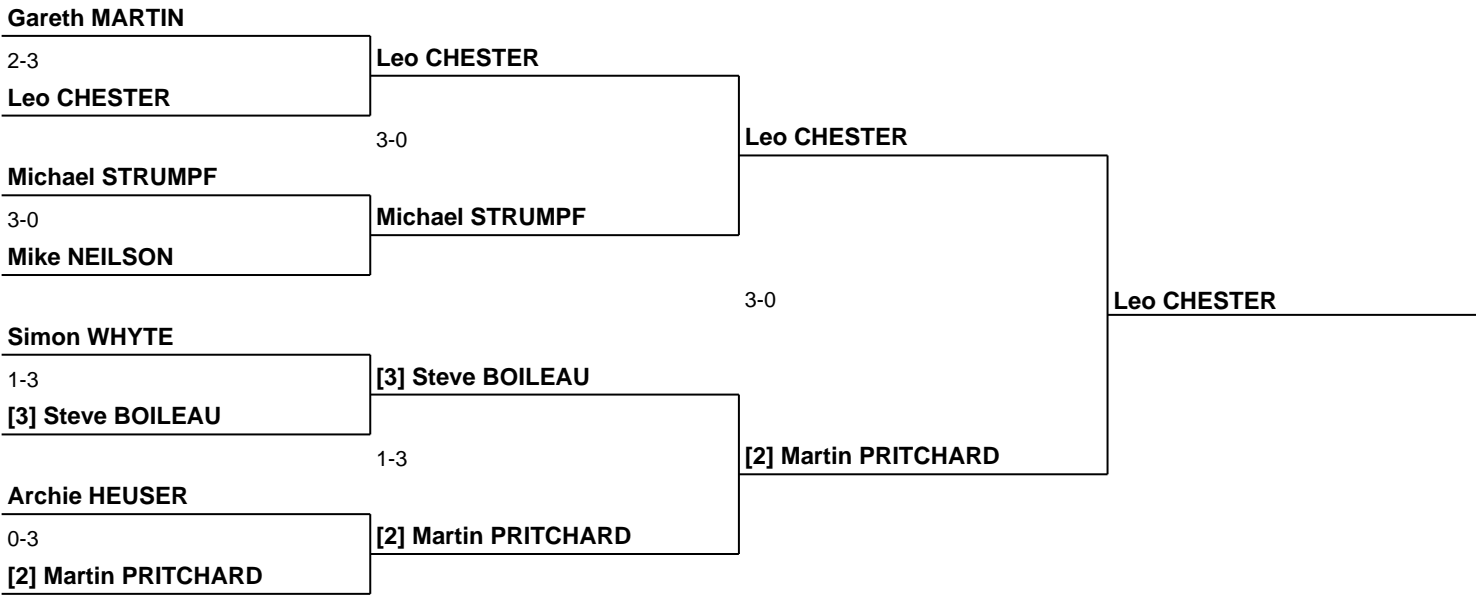 Gareth MARTIN
2-3
Leo CHESTER
Leo CHESTER
3-0
Leo CHESTER
Michael STRUMPF
3-0
Michael STRUMPF
Mike NEILSON
3-0
Leo CHESTER
Simon WHYTE
1-3
[3] Steve BOILEAU
[3] Steve BOILEAU
1-3
[2] Martin PRITCHARD
Archie HEUSER
0-3
[2] Martin PRITCHARD
[2] Martin PRITCHARD